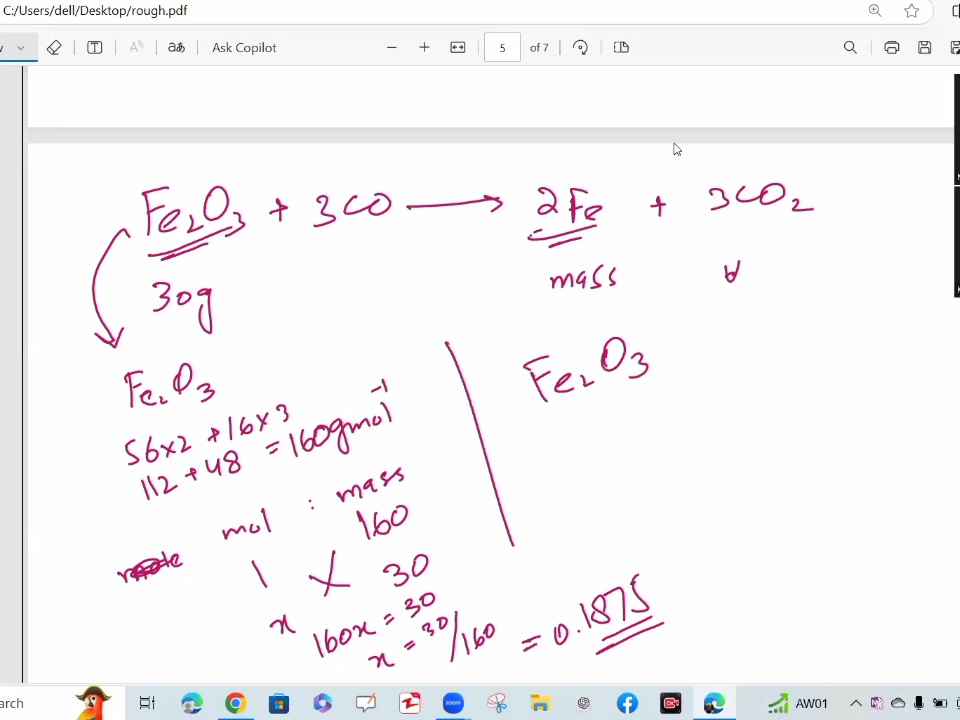 C:/Users/dell/Desktop/rough.pdf
Ask Copilot
5 of 7
Fe₂O₃ + 3CO → 2Fe + 3CO₂
30g
mass
Fe₂O₃
56×2 + 16×3
112 + 48 = 160gmol⁻¹
mol : mass
160
1
30
x
160x = 30
x = 30/160 = 0.1875
Fe₂O₃
arch
zoom
AW01